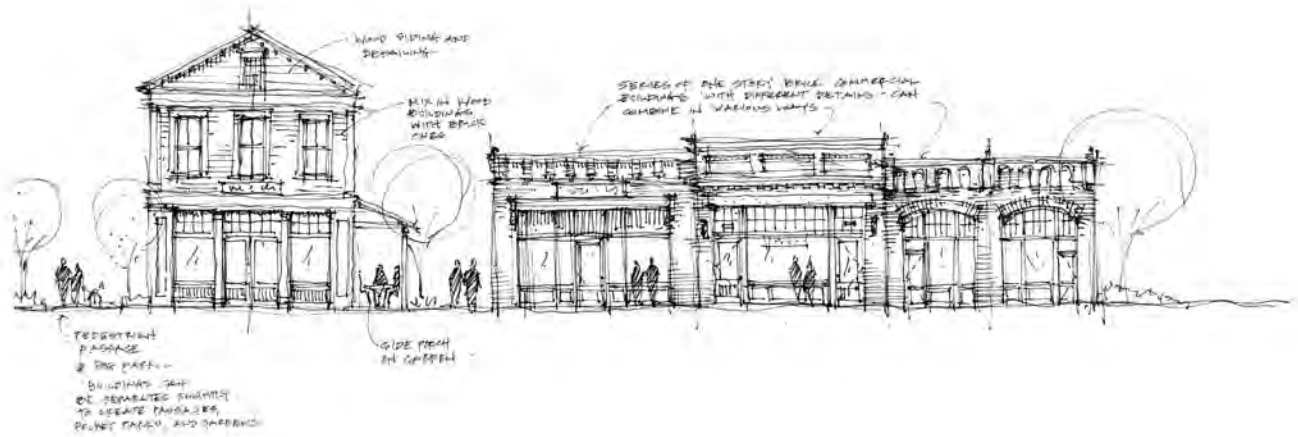 WOOD SIDING AND
DETAILING
MIX IN WOOD
BUILDINGS
WITH BRICK
ONES
SERIES OF ONE STORY BRICK COMMERCIAL
BUILDINGS WITH DIFFERENT DETAILS - CAN
COMBINE IN VARIOUS WAYS
PEDESTRIAN
PASSAGE
BUILDINGS CAN
BE SEPARATED SLIGHTLY
TO CREATE PASSAGES,
POCKET PARKS, AND GARDENS
SIDE PORCH
ON GARDEN